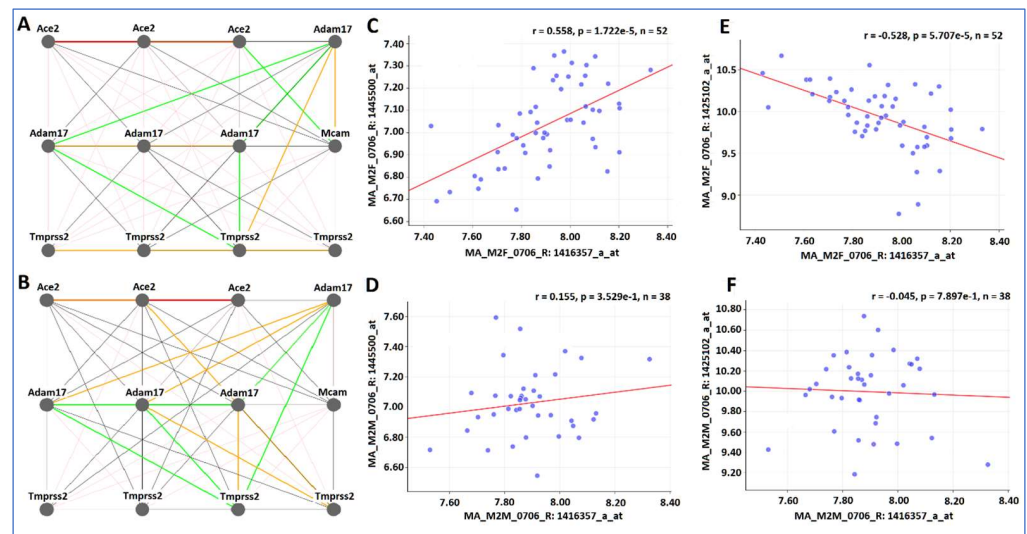 A
Ace2 Ace2 Ace2 Adam17
Adam17 Adam17 Adam17 Mcam
Tmprss2 Tmprss2 Tmprss2 Tmprss2
B
Ace2 Ace2 Ace2 Adam17
Adam17 Adam17 Adam17 Mcam
Tmprss2 Tmprss2 Tmprss2 Tmprss2
C
r = 0.558, p = 1.722e-5, n = 52
MA_M2F_0706_R: 1445500_at
7.40
7.30
7.20
7.10
7.00
6.90
6.80
6.70
6.60
7.40 7.60 7.80 8.00 8.20 8.40
MA_M2F_0706_R: 1416357_a_at
D
r = 0.155, p = 3.529e-1, n = 38
MA_M2M_0706_R: 1445500_at
7.60
7.40
7.20
7.00
6.80
6.60
7.60 7.80 8.00 8.20 8.40
MA_M2M_0706_R: 1416357_a_at
E
r = -0.528, p = 5.707e-5, n = 52
MA_M2F_0706_R: 1425102_a_at
10.5
10.0
9.5
9.0
7.40 7.60 7.80 8.00 8.20 8.40
MA_M2F_0706_R: 1416357_a_at
F
r = -0.045, p = 7.897e-1, n = 38
MA_M2M_0706_R: 1425102_a_at
10.80
10.60
10.40
10.20
10.00
9.80
9.60
9.40
9.20
7.60 7.80 8.00 8.20 8.40
MA_M2M_0706_R: 1416357_a_at